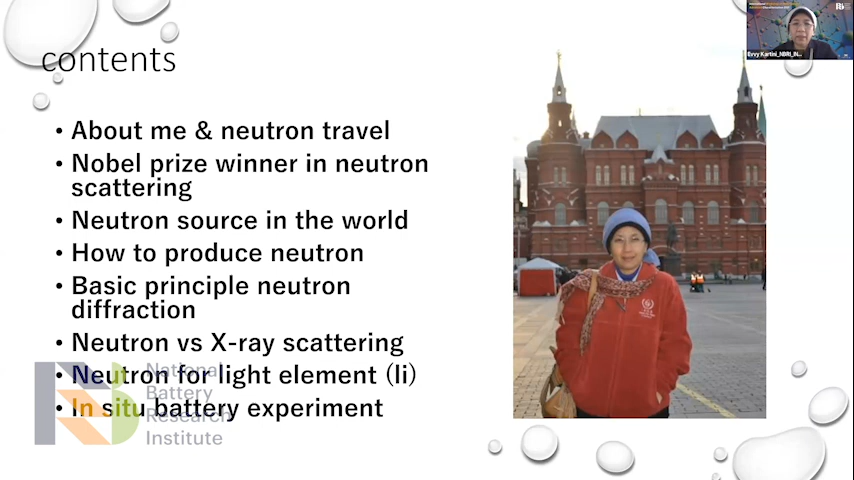 contents
• About me & neutron travel
• Nobel prize winner in neutron
scattering
• Neutron source in the world
• How to produce neutron
• Basic principle neutron
diffraction
• Neutron vs X-ray scattering
• Neutron for light element (li)
• In situ battery experiment
National
Battery
Research
Institute
Evvy Kartini_NBRI_IN...